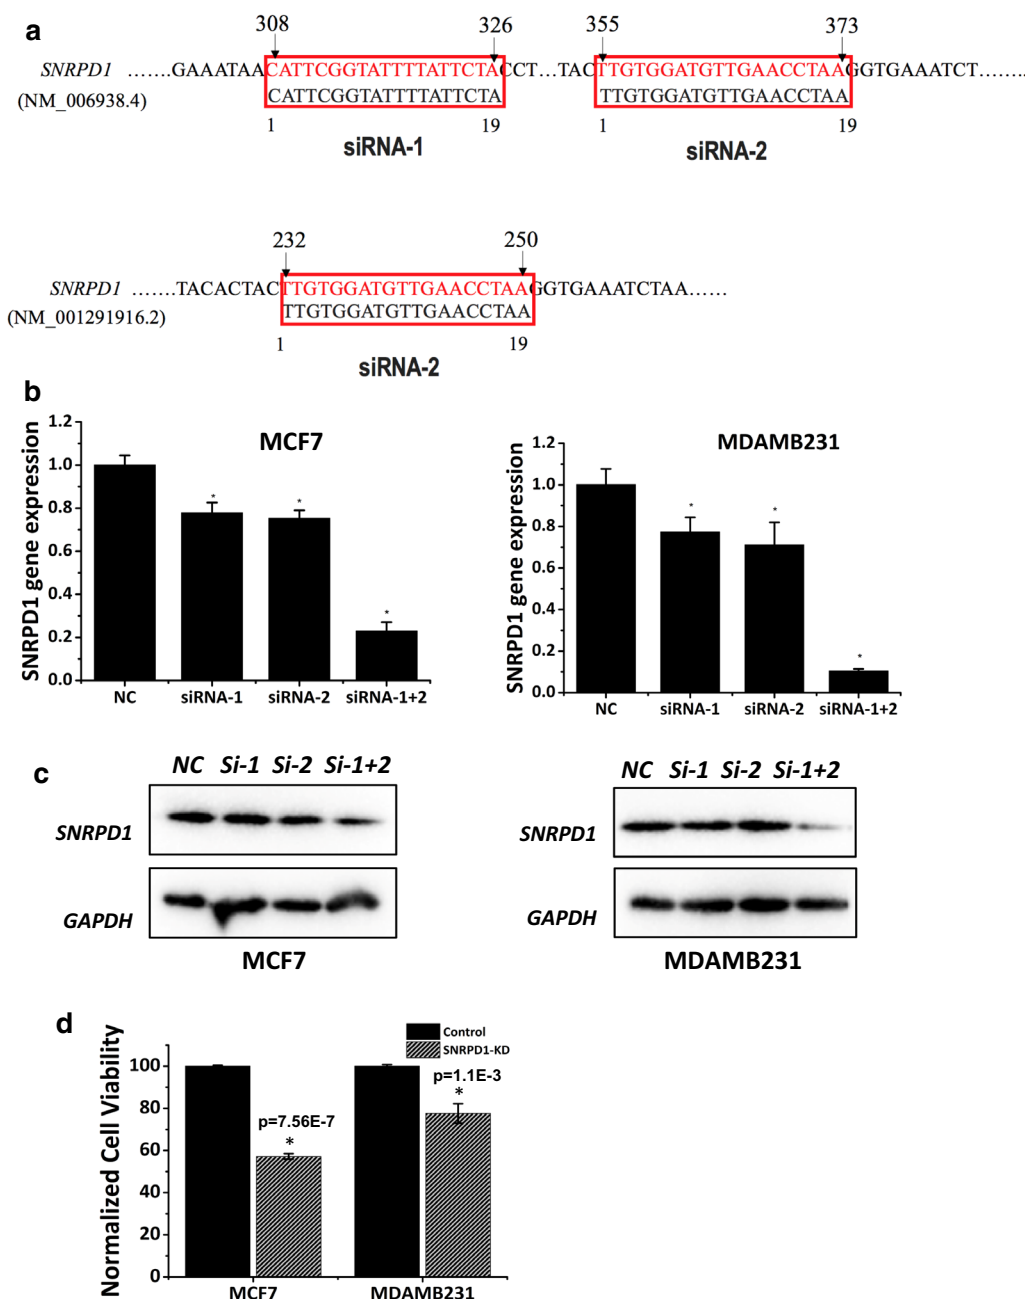 a
308 326 355 373
SNRPD1 .......GAAATAACATTCGGTATTTTATTCTACCT...TACTTGTGGATGTTGAACCTAAGGTGAAATCT........
(NM_006938.4) CATTCGGTATTTTATTCTA TTGTGGATGTTGAACCTAA
1 19 1 19
siRNA-1 siRNA-2
232 250
SNRPD1 .......TACACTACTTGTGGATGTTGAACCTAAGGTGAAATCTAA......
(NM_001291916.2) TTGTGGATGTTGAACCTAA
1 19
siRNA-2
b
MCF7
SNRPD1 gene expression
1.2
1.0
0.8
0.6
0.4
0.2
0.0
* * *
NC siRNA-1 siRNA-2 siRNA-1+2
MDAMB231
SNRPD1 gene expression
1.2
1.0
0.8
0.6
0.4
0.2
0.0
* * *
NC siRNA-1 siRNA-2 siRNA-1+2
c
NC Si-1 Si-2 Si-1+2
SNRPD1
GAPDH
MCF7
NC Si-1 Si-2 Si-1+2
SNRPD1
GAPDH
MDAMB231
d
Normalized Cell Viability
Control
SNRPD1-KD
100
80
60
40
20
0
p=7.56E-7
*
p=1.1E-3
*
MCF7 MDAMB231